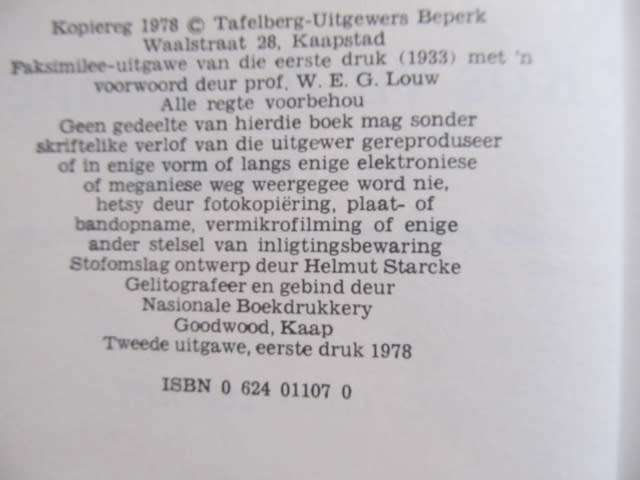 Kopiereg 1978 © Tafelberg-Uitgewers Beperk
Waalstraat 28, Kaapstad
Faksimilee-uitgawe van die eerste druk (1933) met 'n
voorwoord deur prof. W. E. G. Louw
Alle regte voorbehou
Geen gedeelte van hierdie boek mag sonder
skriftelike verlof van die uitgewer gereproduseer
of in enige vorm of langs enige elektroniese
of meganiese weg weergegee word nie,
hetsy deur fotokopiëring, plaat- of
bandopname, vermikrofilming of enige
ander stelsel van inligtingsbewaring
Stofomslag ontwerp deur Helmut Starcke
Gelitografeer en gebind deur
Nasionale Boekdrukkery
Goodwood, Kaap
Tweede uitgawe, eerste druk 1978
ISBN 0 624 01107 0